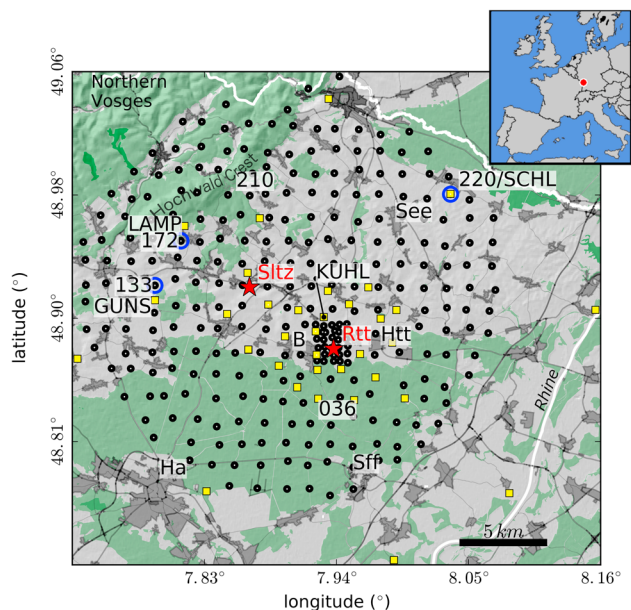 49.06
Northern
Vosges
Hochwald Crest
210
220/SCHL
48.98
See
LAMP
172
Sltz
KUHL
133
GUNS
48.90
latitude (°)
B
Rtt
Htt
036
Rhine
48.81
Ha
Sff
5 km
7.83°
7.94°
8.05°
8.16°
longitude (°)